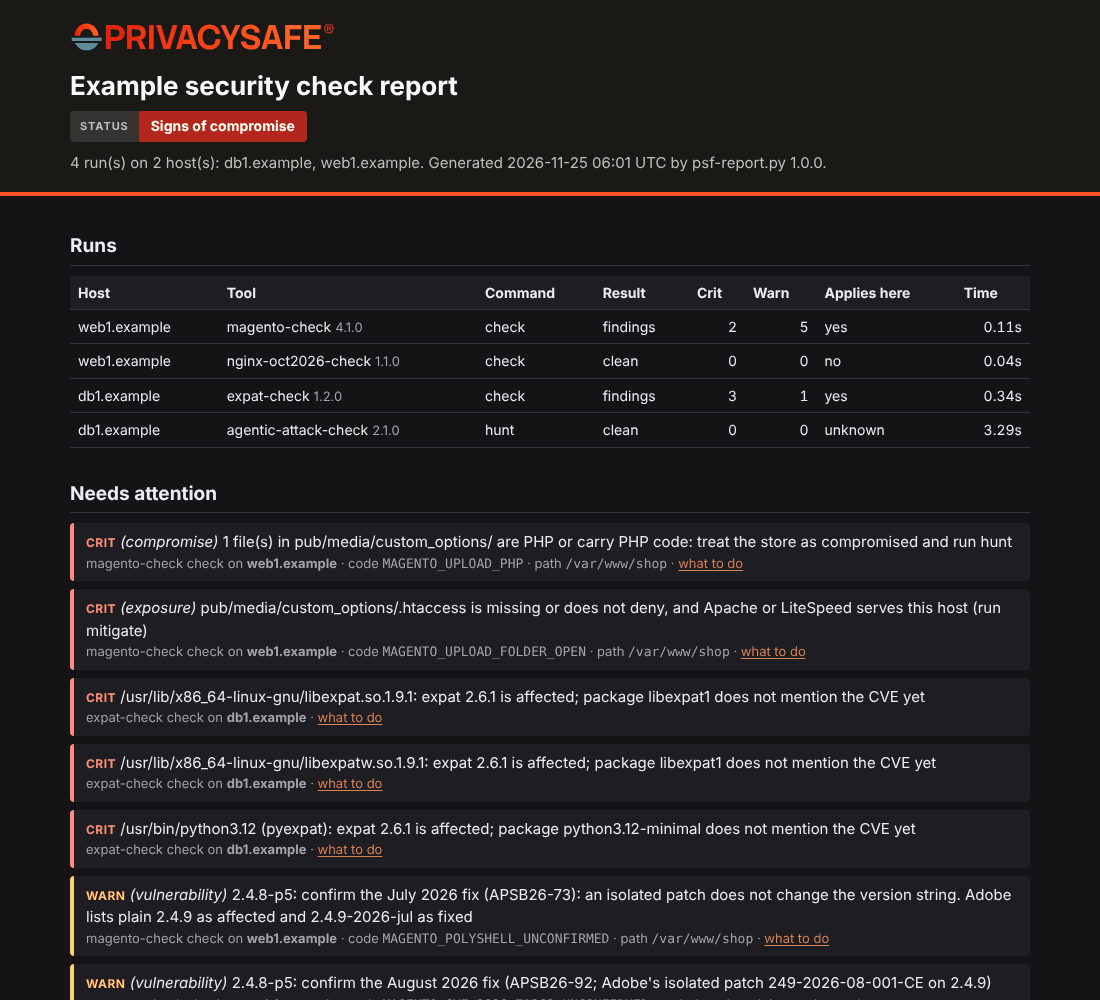 PRIVACYSAFE®
Example security check report
STATUS Signs of compromise
4 run(s) on 2 host(s): db1.example, web1.example. Generated 2026-11-25 06:01 UTC by psf-report.py 1.0.0.
Runs
Host Tool Command Result Crit Warn Applies here Time
web1.example magento-check 4.1.0 check findings 2 5 yes 0.11s
web1.example nginx-oct2026-check 1.1.0 check clean 0 0 no 0.04s
db1.example expat-check 1.2.0 check findings 3 1 yes 0.34s
db1.example agentic-attack-check 2.1.0 hunt clean 0 0 unknown 3.29s
Needs attention
CRIT (compromise) 1 file(s) in pub/media/custom_options/ are PHP or carry PHP code: treat the store as compromised and run hunt
magento-check check on web1.example · code MAGENTO_UPLOAD_PHP · path /var/www/shop · what to do
CRIT (exposure) pub/media/custom_options/.htaccess is missing or does not deny, and Apache or LiteSpeed serves this host (run
mitigate)
magento-check check on web1.example · code MAGENTO_UPLOAD_FOLDER_OPEN · path /var/www/shop · what to do
CRIT /usr/lib/x86_64-linux-gnu/libexpat.so.1.9.1: expat 2.6.1 is affected; package libexpat1 does not mention the CVE yet
expat-check check on db1.example · what to do
CRIT /usr/lib/x86_64-linux-gnu/libexpatw.so.1.9.1: expat 2.6.1 is affected; package libexpat1 does not mention the CVE yet
expat-check check on db1.example · what to do
CRIT /usr/bin/python3.12 (pyexpat): expat 2.6.1 is affected; package python3.12-minimal does not mention the CVE yet
expat-check check on db1.example · what to do
WARN (vulnerability) 2.4.8-p5: confirm the July 2026 fix (APSB26-73): an isolated patch does not change the version string. Adobe
lists plain 2.4.9 as affected and 2.4.9-2026-jul as fixed
magento-check check on web1.example · code MAGENTO_POLYSHELL_UNCONFIRMED · path /var/www/shop · what to do
WARN (vulnerability) 2.4.8-p5: confirm the August 2026 fix (APSB26-92; Adobe's isolated patch 249-2026-08-001-CE on 2.4.9)